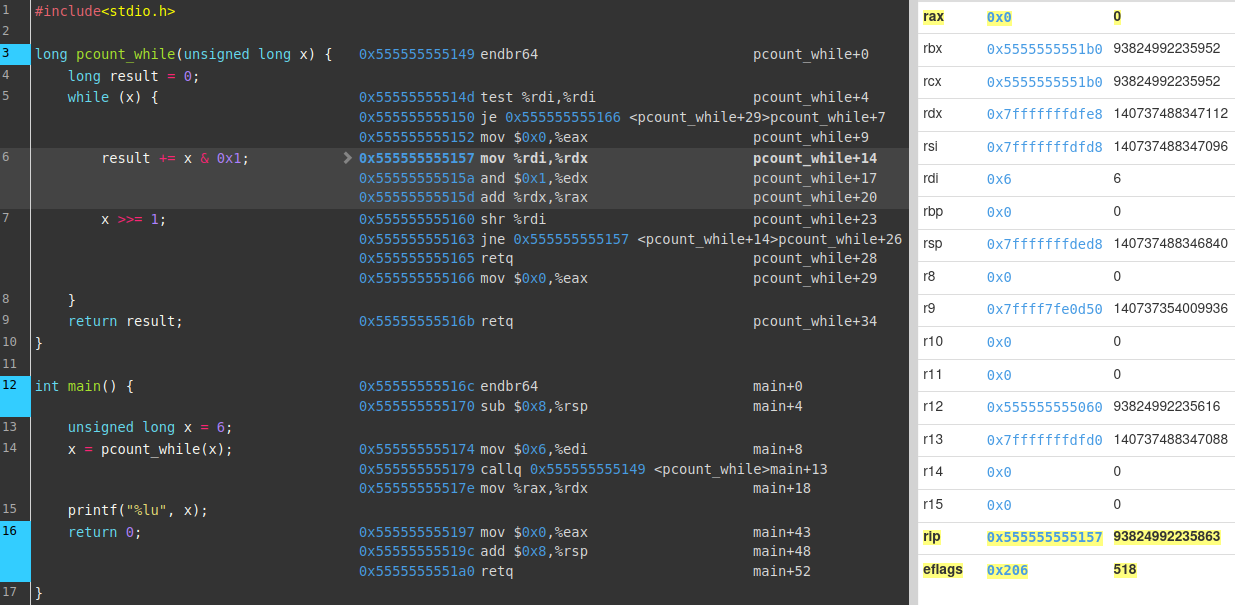 1 #include<stdio.h>
2
3 long pcount_while(unsigned long x) { 0x555555555149 endbr64 pcount_while+0
4 long result = 0;
5 while (x) { 0x55555555514d test %rdi,%rdi pcount_while+4
0x555555555150 je 0x555555555166 <pcount_while+29>pcount_while+7
0x555555555152 mov $0x0,%eax pcount_while+9
6 result += x & 0x1; 0x555555555157 mov %rdi,%rdx pcount_while+14
0x55555555515a and $0x1,%edx pcount_while+17
0x55555555515d add %rdx,%rax pcount_while+20
7 x >>= 1; 0x555555555160 shr %rdi pcount_while+23
0x555555555163 jne 0x555555555157 <pcount_while+14>pcount_while+26
0x555555555165 retq pcount_while+28
0x555555555166 mov $0x0,%eax pcount_while+29
8 }
9 return result; 0x55555555516b retq pcount_while+34
10 }
11
12 int main() { 0x55555555516c endbr64 main+0
0x555555555170 sub $0x8,%rsp main+4
13 unsigned long x = 6;
14 x = pcount_while(x); 0x555555555174 mov $0x6,%edi main+8
0x555555555179 callq 0x555555555149 <pcount_while>main+13
0x55555555517e mov %rax,%rdx main+18
15 printf("%lu", x);
16 return 0; 0x555555555197 mov $0x0,%eax main+43
0x55555555519c add $0x8,%rsp main+48
0x5555555551a0 retq main+52
17 }
rax 0x0 0
rbx 0x5555555551b0 93824992235952
rcx 0x5555555551b0 93824992235952
rdx 0x7fffffffdfe8 140737488347112
rsi 0x7fffffffdfd8 140737488347096
rdi 0x6 6
rbp 0x0 0
rsp 0x7fffffffded8 140737488346840
r8 0x0 0
r9 0x7ffff7fe0d50 140737354009936
r10 0x0 0
r11 0x0 0
r12 0x555555555060 93824992235616
r13 0x7fffffffdfd0 140737488347088
r14 0x0 0
r15 0x0 0
rip 0x555555555157 93824992235863
eflags 0x206 518